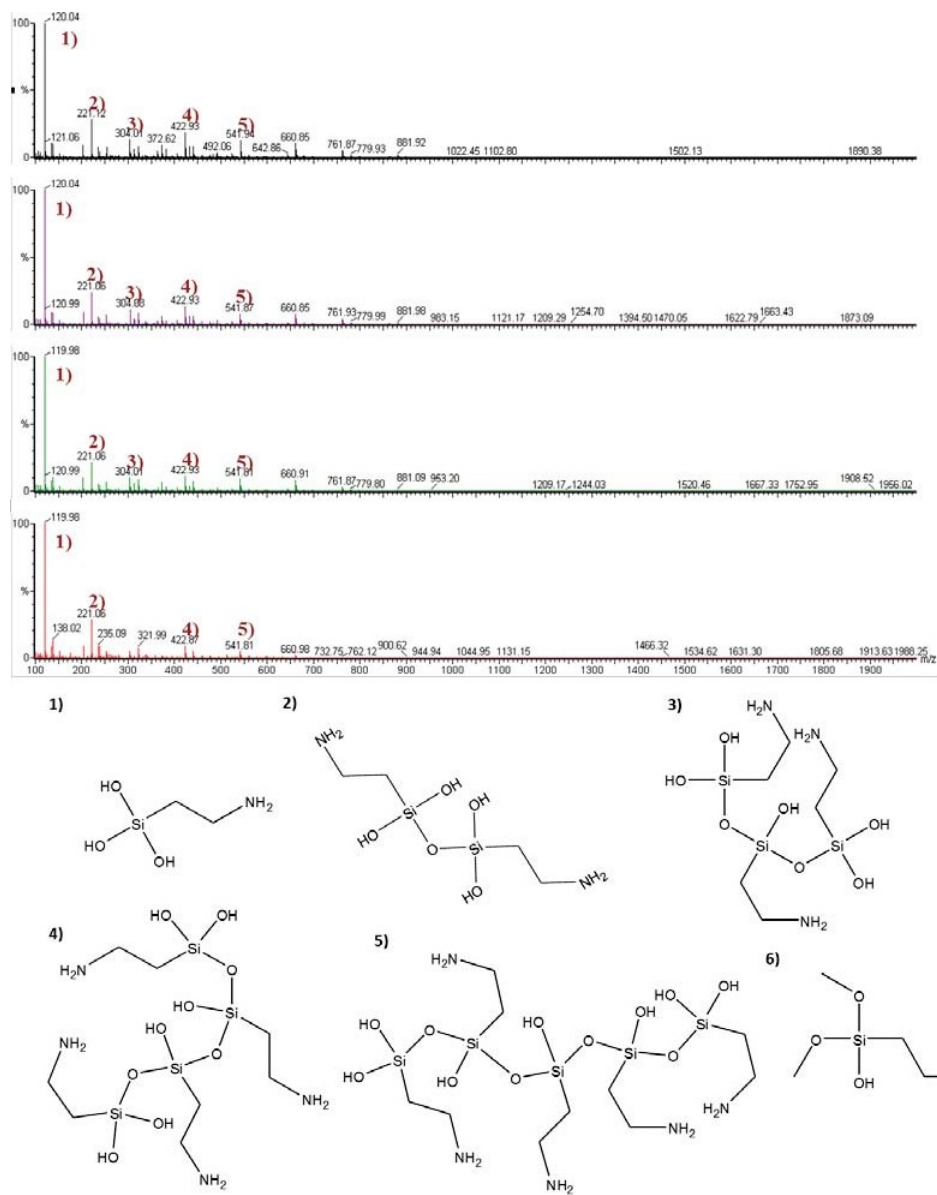 100
120.04
1)
%
2)
221.12
3)
304.01
4)
422.93
5)
541.94
121.06
372.62
492.06
642.86
660.85
761.87
779.93
881.92
1022.45 1102.80
1502.13
1890.38
0
100
120.04
1)
%
2)
221.06
3)
4)
422.93
5)
541.87
120.99
660.85
761.93
779.99
881.98
983.15
1121.17
1209.29
1254.70
1394.50
1470.05
1622.79
1663.43
1873.09
0
100
119.98
1)
%
2)
221.06
3)
304.01
4)
422.93
5)
541.81
120.99
660.91
761.87
779.80
881.09
953.20
1209.17
1244.03
1520.46
1667.33
1752.95
1908.52
1956.02
0
100
119.98
1)
%
2)
221.06
138.02
236.09
321.99
4)
422.87
5)
541.81
660.98
732.75
762.12
900.62
944.94
1044.95
1131.15
1466.32
1534.62
1631.30
1805.68
1913.63
1988.25
0
100 200 300 400 500 600 700 800 900 1000 1100 1200 1300 1400 1500 1600 1700 1800 1900
m/z
1)
HO
HO
Si
OH
NH2
2)
NH2
OH
Si
HO
O
OH
Si
HO
NH2
3)
H2N
OH
H2N
HO
Si
O
OH
Si
O
Si
OH
OH
NH2
4)
HO
OH
Si
H2N
O
HO
Si
NH2
HO
O
Si
O
NH2
Si
OH
HO
NH2
5)
H2N
HO
O
Si
HO
Si
HO
O
HO
Si
O
OH
Si
O
HO
OH
Si
NH2
NH2
NH2
H2N
6)
O
O
Si
OH